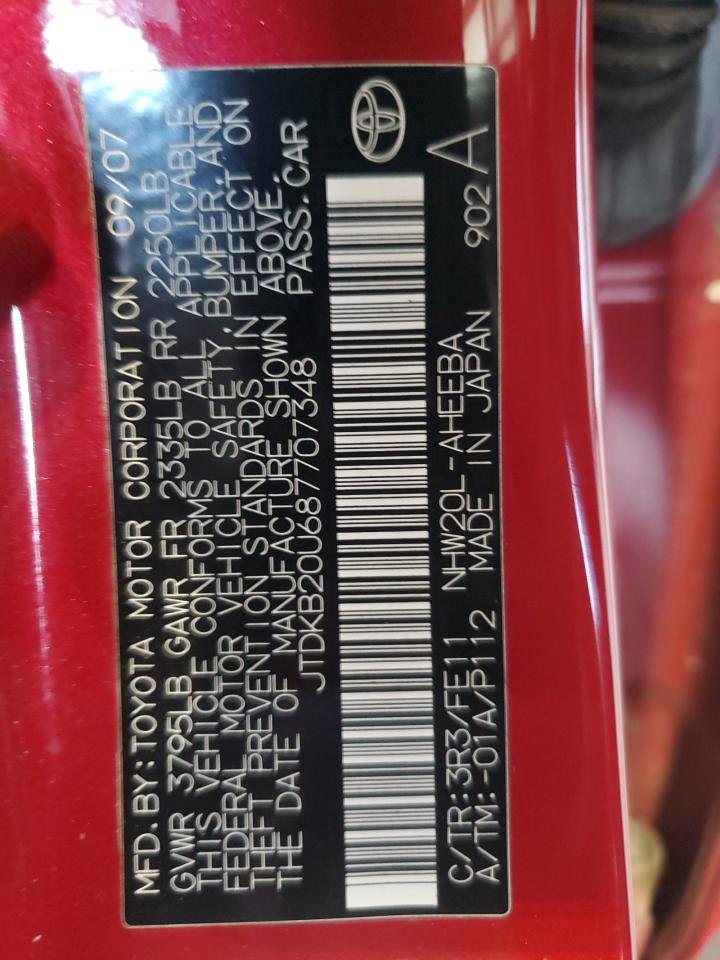 MFD. BY: TOYOTA MOTOR CORPORATION 09/07
GVWR 3795LB GAWR FR 2335LB RR 2250LB
THIS VEHICLE CONFORMS TO ALL APPLICABLE
FEDERAL MOTOR VEHICLE SAFETY, BUMPER, AND
THEFT PREVENTION STANDARDS IN EFFECT ON
THE DATE OF MANUFACTURE SHOWN ABOVE.
JTDKB20U687707348 PASS. CAR
C/TR: 3R3/FE11 NHW20L-AHEEBA
A/TM: -01A/P112 MADE IN JAPAN 902 A